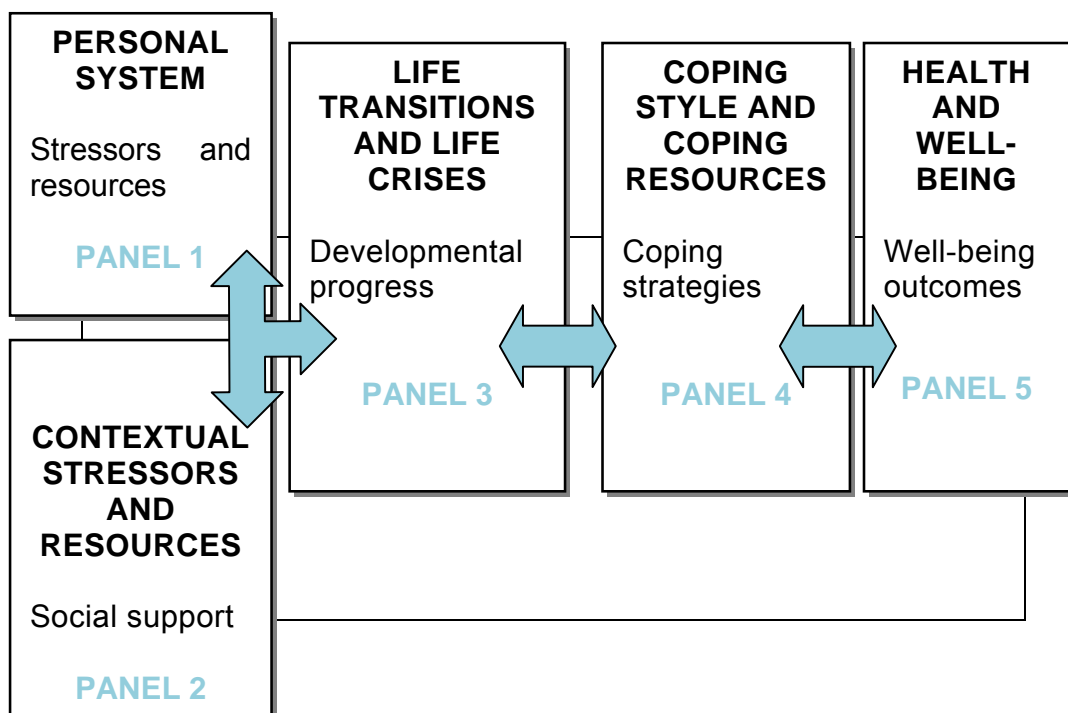 PERSONAL
SYSTEM
Stressors and
resources
PANEL 1
CONTEXTUAL
STRESSORS
AND
RESOURCES
Social support
PANEL 2
LIFE
TRANSITIONS
AND LIFE
CRISES
Developmental
progress
PANEL 3
COPING
STYLE AND
COPING
RESOURCES
Coping
strategies
PANEL 4
HEALTH
AND
WELL-
BEING
Well-being
outcomes
PANEL 5